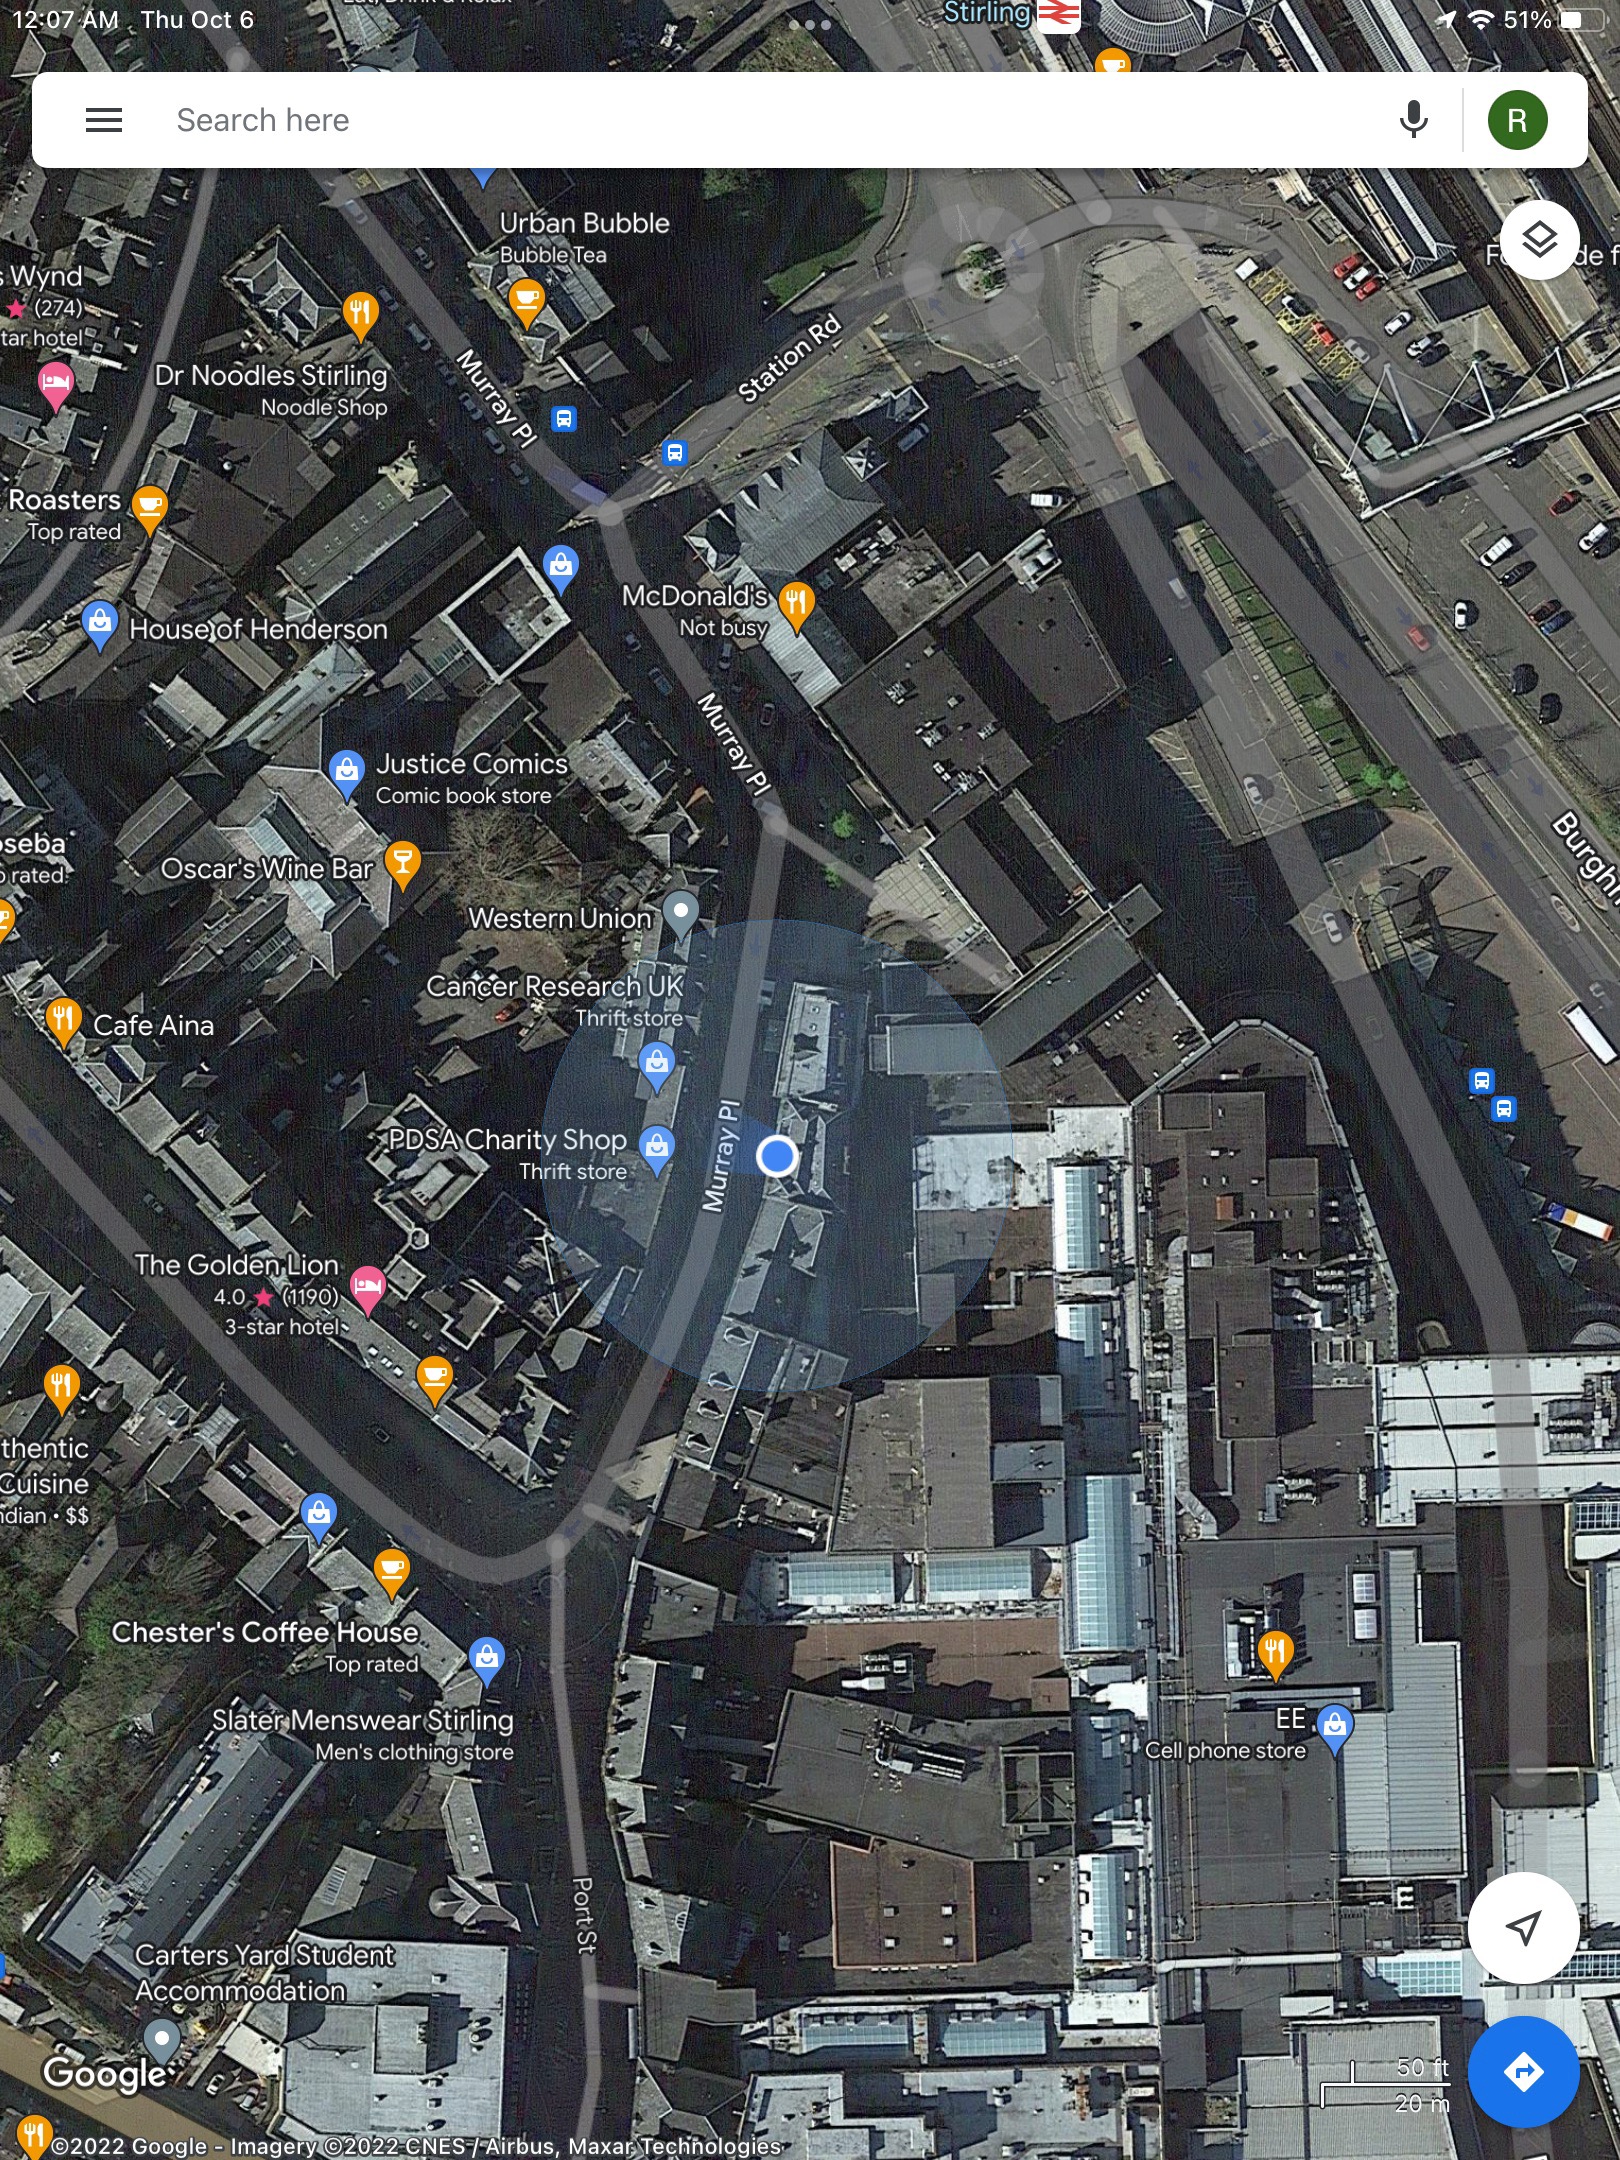 12:07 AM Thu Oct 6
51%
Stirling
Search here
R
Urban Bubble
Bubble Tea
s Wynd
(274)
tar hotel
Station Rd
Murray Pl
Dr Noodles Stirling
Noodle Shop
Roasters
Top rated
McDonald's
Not busy
House of Henderson
Murray Pl
Justice Comics
Comic book store
oseba
o rated
Oscar's Wine Bar
Burgh
Western Union
Cancer Research UK
Thrift store
Cafe Aina
PDSA Charity Shop
Thrift store
Murray Pl
The Golden Lion
4.0 ★ (1190)
3-star hotel
thentic
Cuisine
ndian • $$
Chester's Coffee House
Top rated
Slater Menswear Stirling
Men's clothing store
EE
Cell phone store
Port St
Carters Yard Student
Accommodation
Google
50 ft
20 m
©2022 Google - Imagery ©2022 CNES / Airbus, Maxar Technologies